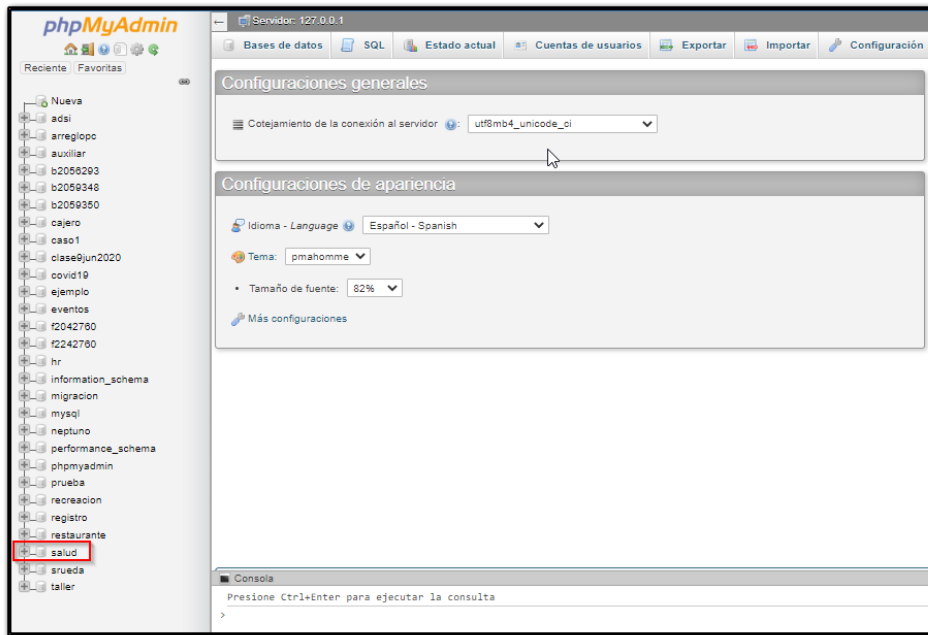 phpMyAdmin
Reciente Favoritas
Nueva
adsi
arreglopc
auxiliar
b2056293
b2059348
b2059350
cajero
caso1
clase9jun2020
covid19
ejemplo
eventos
f2042760
f2242760
hr
information_schema
migracion
mysql
neptuno
performance_schema
phpmyadmin
prueba
recreacion
registro
restaurante
salud
srueda
taller
Servidor: 127.0.0.1
Bases de datos SQL Estado actual Cuentas de usuarios Exportar Importar Configuración
Configuraciones generales
Cotejamiento de la conexión al servidor : utf8mb4_unicode_ci
Configuraciones de apariencia
Idioma - Language Español - Spanish
Tema: pmahomme
Tamaño de fuente: 82%
Más configuraciones
Consola
Presione Ctrl+Enter para ejecutar la consulta
>